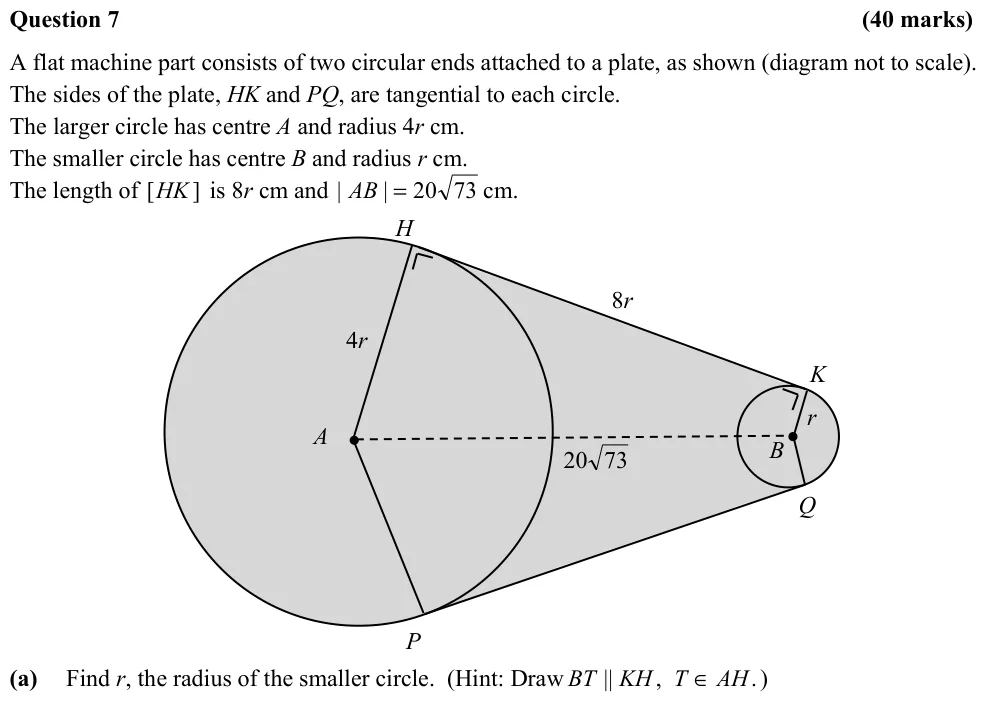 Question 7 (40 marks)
A flat machine part consists of two circular ends attached to a plate, as shown (diagram not to scale).
The sides of the plate, HK and PQ, are tangential to each circle.
The larger circle has centre A and radius 4r cm.
The smaller circle has centre B and radius r cm.
The length of [HK] is 8r cm and | AB | = 20√73 cm.
H
8r
4r
K
r
A
B
20√73
Q
P
(a) Find r, the radius of the smaller circle. (Hint: Draw BT || KH, T ∈ AH.)